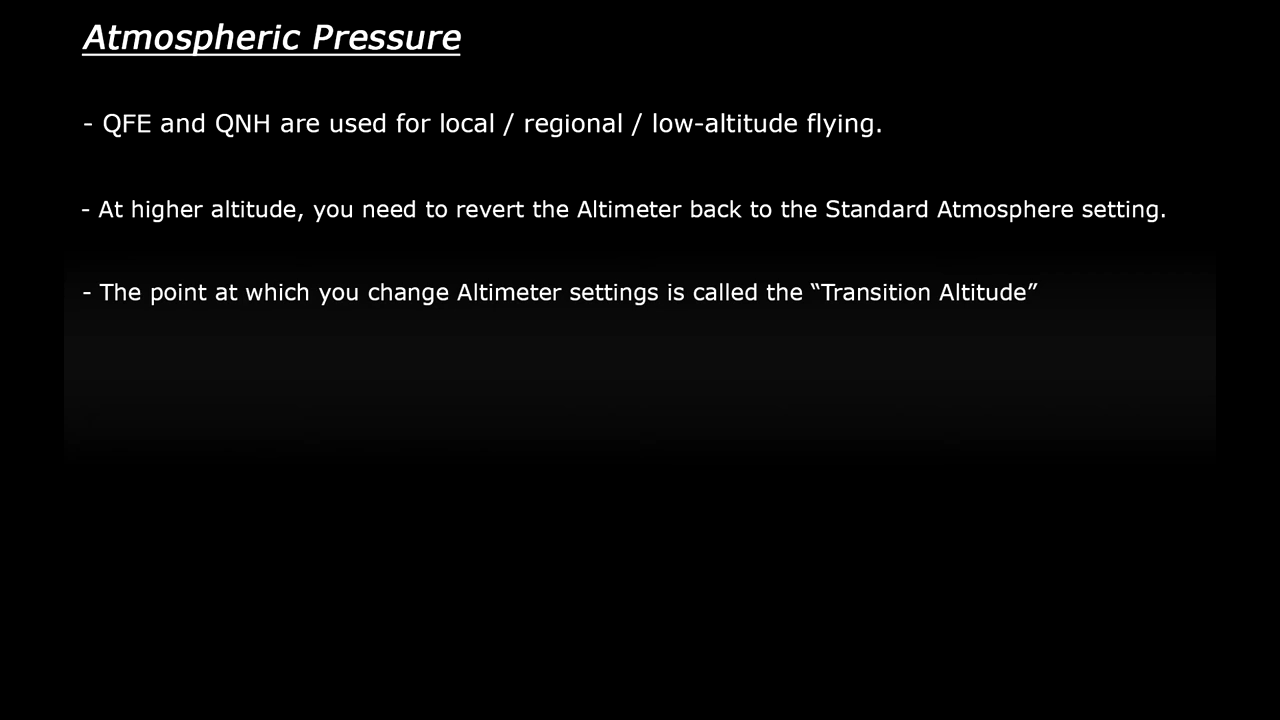 Atmospheric Pressure
- QFE and QNH are used for local / regional / low-altitude flying.
- At higher altitude, you need to revert the Altimeter back to the Standard Atmosphere setting.
- The point at which you change Altimeter settings is called the “Transition Altitude”